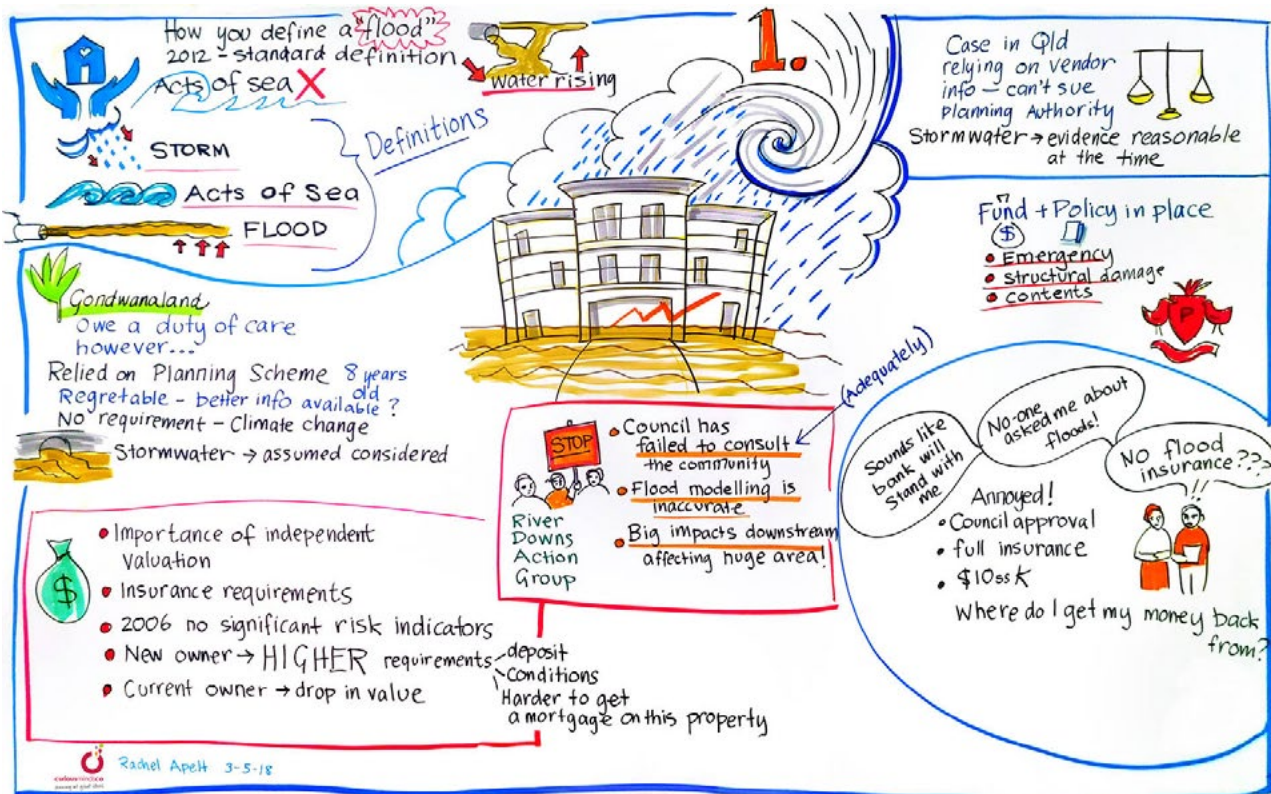 How you define a "flood"
2012 - standard definition
Acts of sea X
water rising
STORM
Acts of Sea
FLOOD
Definitions
1.
Case in Qld
relying on vendor
info - can't sue
planning Authority
Stormwater → evidence reasonable
at the time
Fund + Policy in place
$
• Emergency
• structural damage
• contents
P
Gondwanaland
Owe a duty of care
however...
Relied on Planning Scheme 8 years
old
Regretable - better info available?
No requirement - Climate change
Stormwater → assumed considered
(Adequately)
STOP
River
Downs
Action
Group
• Council has
failed to consult
the community
• Flood modelling is
inaccurate
• Big impacts downstream
affecting huge area!
Sounds like
bank will
Stand with
me
No-one
asked me about
floods!
No flood
insurance???
Annoyed!
• Council approval
• full insurance
• $10ssk
Where do I get my money back
from?
$
• Importance of independent
Valuation
• Insurance requirements
• 2006 no significant risk indicators
• New owner → HIGHER requirements
deposit
Conditions
Harder to get
a mortgage on this property
• Current owner → drop in value
Rachel Apelt 3-5-18